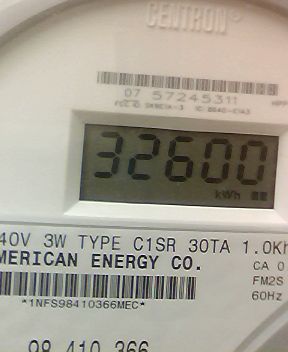 CENTRON®
07 57245311
32600
kWh
40V 3W TYPE C1SR 30TA 1.0Kh
MERICAN ENERGY CO.
CA 0
FM2S
60Hz
*1NFS98410366MEC*
98 410 366